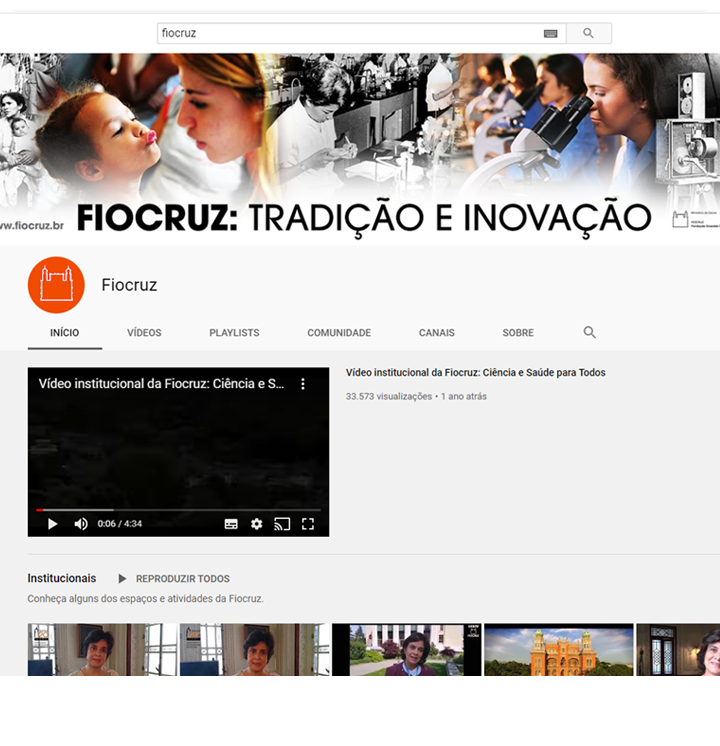 fiocruz
ww.fiocruz.br
FIOCRUZ: TRADIÇÃO E INOVAÇÃO
Fiocruz
INÍCIO VÍDEOS PLAYLISTS COMUNIDADE CANAIS SOBRE
Vídeo institucional da Fiocruz: Ciência e S...
Vídeo institucional da Fiocruz: Ciência e Saúde para Todos
33.573 visualizações • 1 ano atrás
0:06 / 4:34
Institucionais REPRODUZIR TODOS
Conheça alguns dos espaços e atividades da Fiocruz.